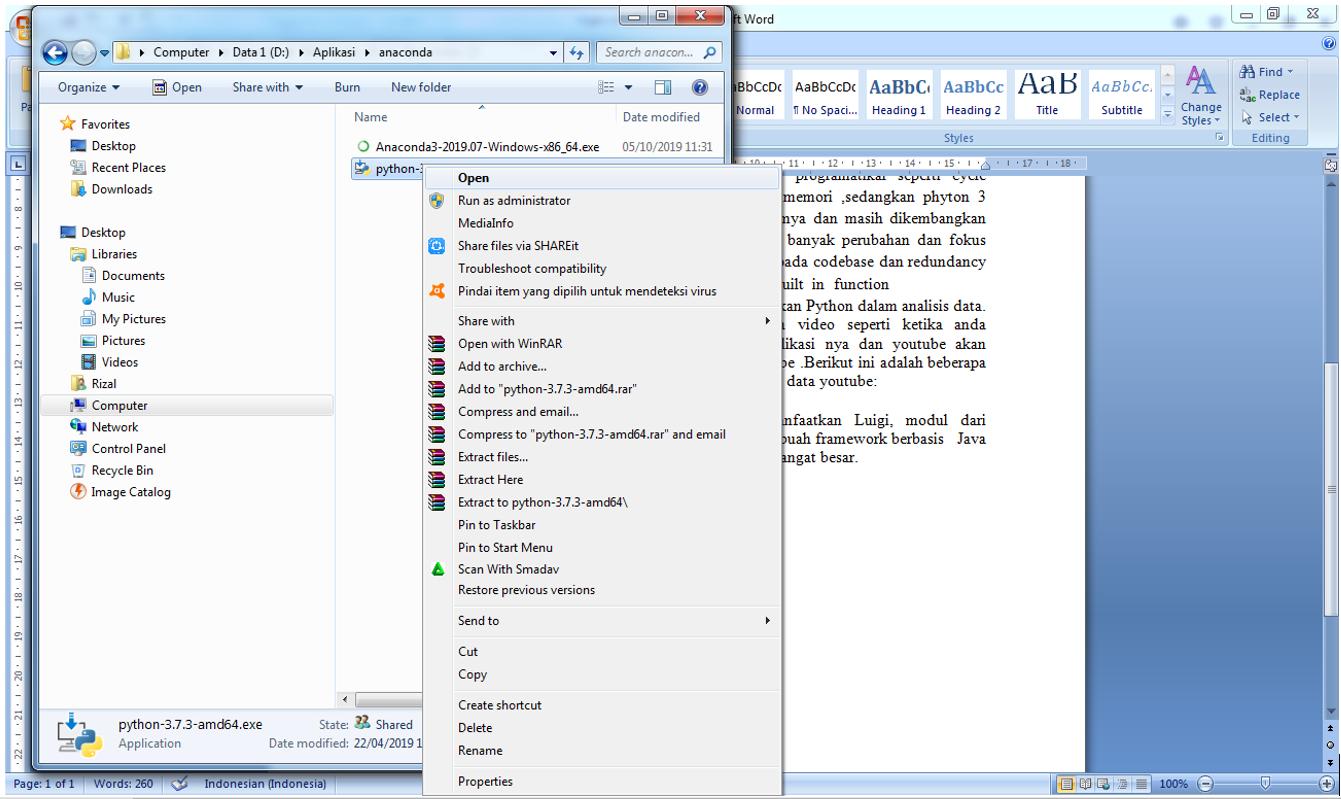 ft Word
Computer
Data 1 (D:)
Aplikasi
anaconda
Search anacon...
Organize
Open
Share with
Burn
New folder
Name
Date modified
Favorites
Desktop
Recent Places
Downloads
Desktop
Libraries
Documents
Music
My Pictures
Pictures
Videos
Rizal
Computer
Network
Control Panel
Recycle Bin
Image Catalog
Anaconda3-2019.07-Windows-x86_64.exe
05/10/2019 11:31
python-
Open
Run as administrator
MediaInfo
Share files via SHAREit
Troubleshoot compatibility
Pindai item yang dipilih untuk mendeteksi virus
Share with
Open with WinRAR
Add to archive...
Add to "python-3.7.3-amd64.rar"
Compress and email...
Compress to "python-3.7.3-amd64.rar" and email
Extract files...
Extract Here
Extract to python-3.7.3-amd64\
Pin to Taskbar
Pin to Start Menu
Scan With Smadav
Restore previous versions
Send to
Cut
Copy
Create shortcut
Delete
Rename
Properties
python-3.7.3-amd64.exe
State: Shared
Application
Date modified: 22/04/2019 1
AaBbCcDc
AaBbCc
AaBbCc
AaB
AaBbCc.
Normal
¶ No Spaci...
Heading 1
Heading 2
Title
Subtitle
Change
Styles
Styles
Find
Replace
Select
Editing
10 11 12 13 14 15 17 18
programatikal seperti cycle
memori ,sedangkan phyton 3
nya dan masih dikembangkan
banyak perubahan dan fokus
pada codebase dan redundancy
uilt in function
kan Python dalam analisis data.
video seperti ketika anda
likasi nya dan youtube akan
be .Berikut ini adalah beberapa
data youtube:
nfaatkan Luigi, modul dari
buah framework berbasis Java
angat besar.
Page: 1 of 1
Words: 260
Indonesian (Indonesia)
100%